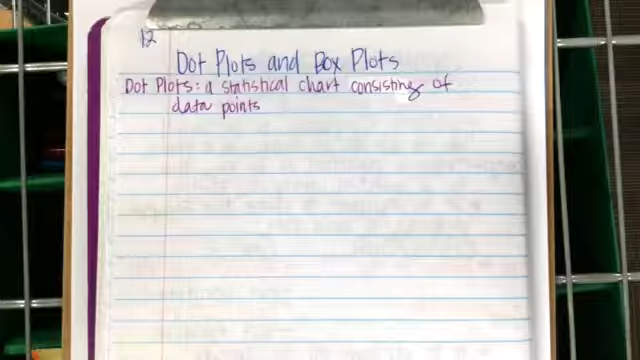 12
Dot Plots and Box Plots
Dot Plots: a statistical chart consisting of
data points